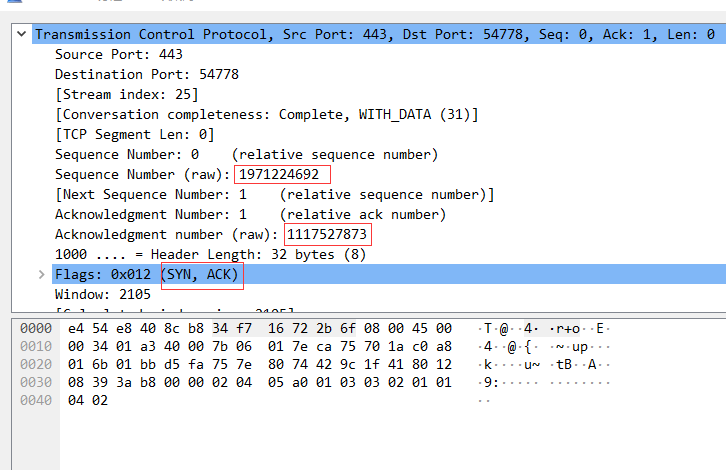 Transmission Control Protocol, Src Port: 443, Dst Port: 54778, Seq: 0, Ack: 1, Len: 0
Source Port: 443
Destination Port: 54778
[Stream index: 25]
[Conversation completeness: Complete, WITH_DATA (31)]
[TCP Segment Len: 0]
Sequence Number: 0    (relative sequence number)
Sequence Number (raw): 1971224692
[Next Sequence Number: 1    (relative sequence number)]
Acknowledgment Number: 1    (relative ack number)
Acknowledgment number (raw): 1117527873
1000 .... = Header Length: 32 bytes (8)
Flags: 0x012 (SYN, ACK)
Window: 2105
0000  e4 54 e8 40 8c b8 34 f7  16 72 2b 6f 08 00 45 00   ·T·@··4· ·r+o··E·
0010  00 34 01 a3 40 00 7b 06  01 7e ca 75 70 1a c0 a8   ·4··@·{· ·~·up···
0020  01 6b 01 bb d5 fa 75 7e  80 74 42 9c 1f 41 80 12   ·k····u~ ·tB··A··
0030  08 39 3a b8 00 00 02 04  05 a0 01 03 03 02 01 01   ·9:····· ········
0040  04 02   ··